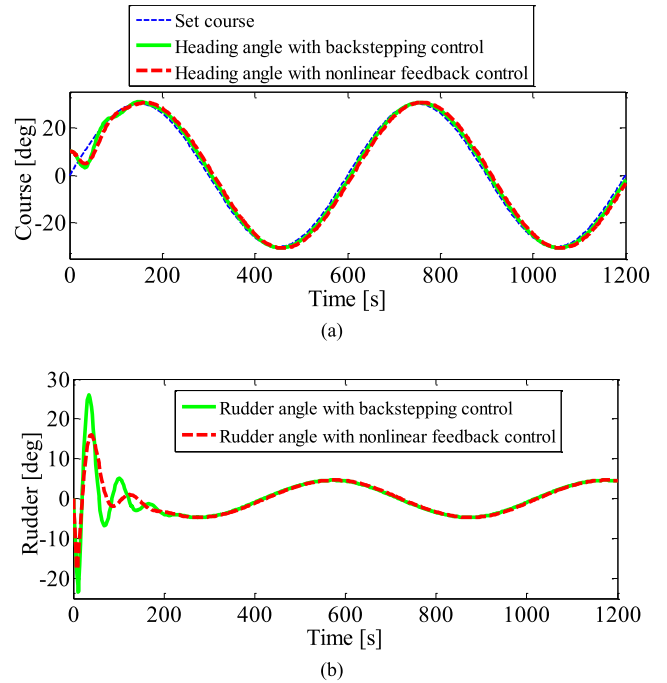 Set course
Heading angle with backstepping control
Heading angle with nonlinear feedback control
Course [deg]
20
0
-20
0 200 400 600 800 1000 1200
Time [s]
(a)
Rudder [deg]
30
20
10
0
-10
-20
Rudder angle with backstepping control
Rudder angle with nonlinear feedback control
0 200 400 600 800 1000 1200
Time [s]
(b)